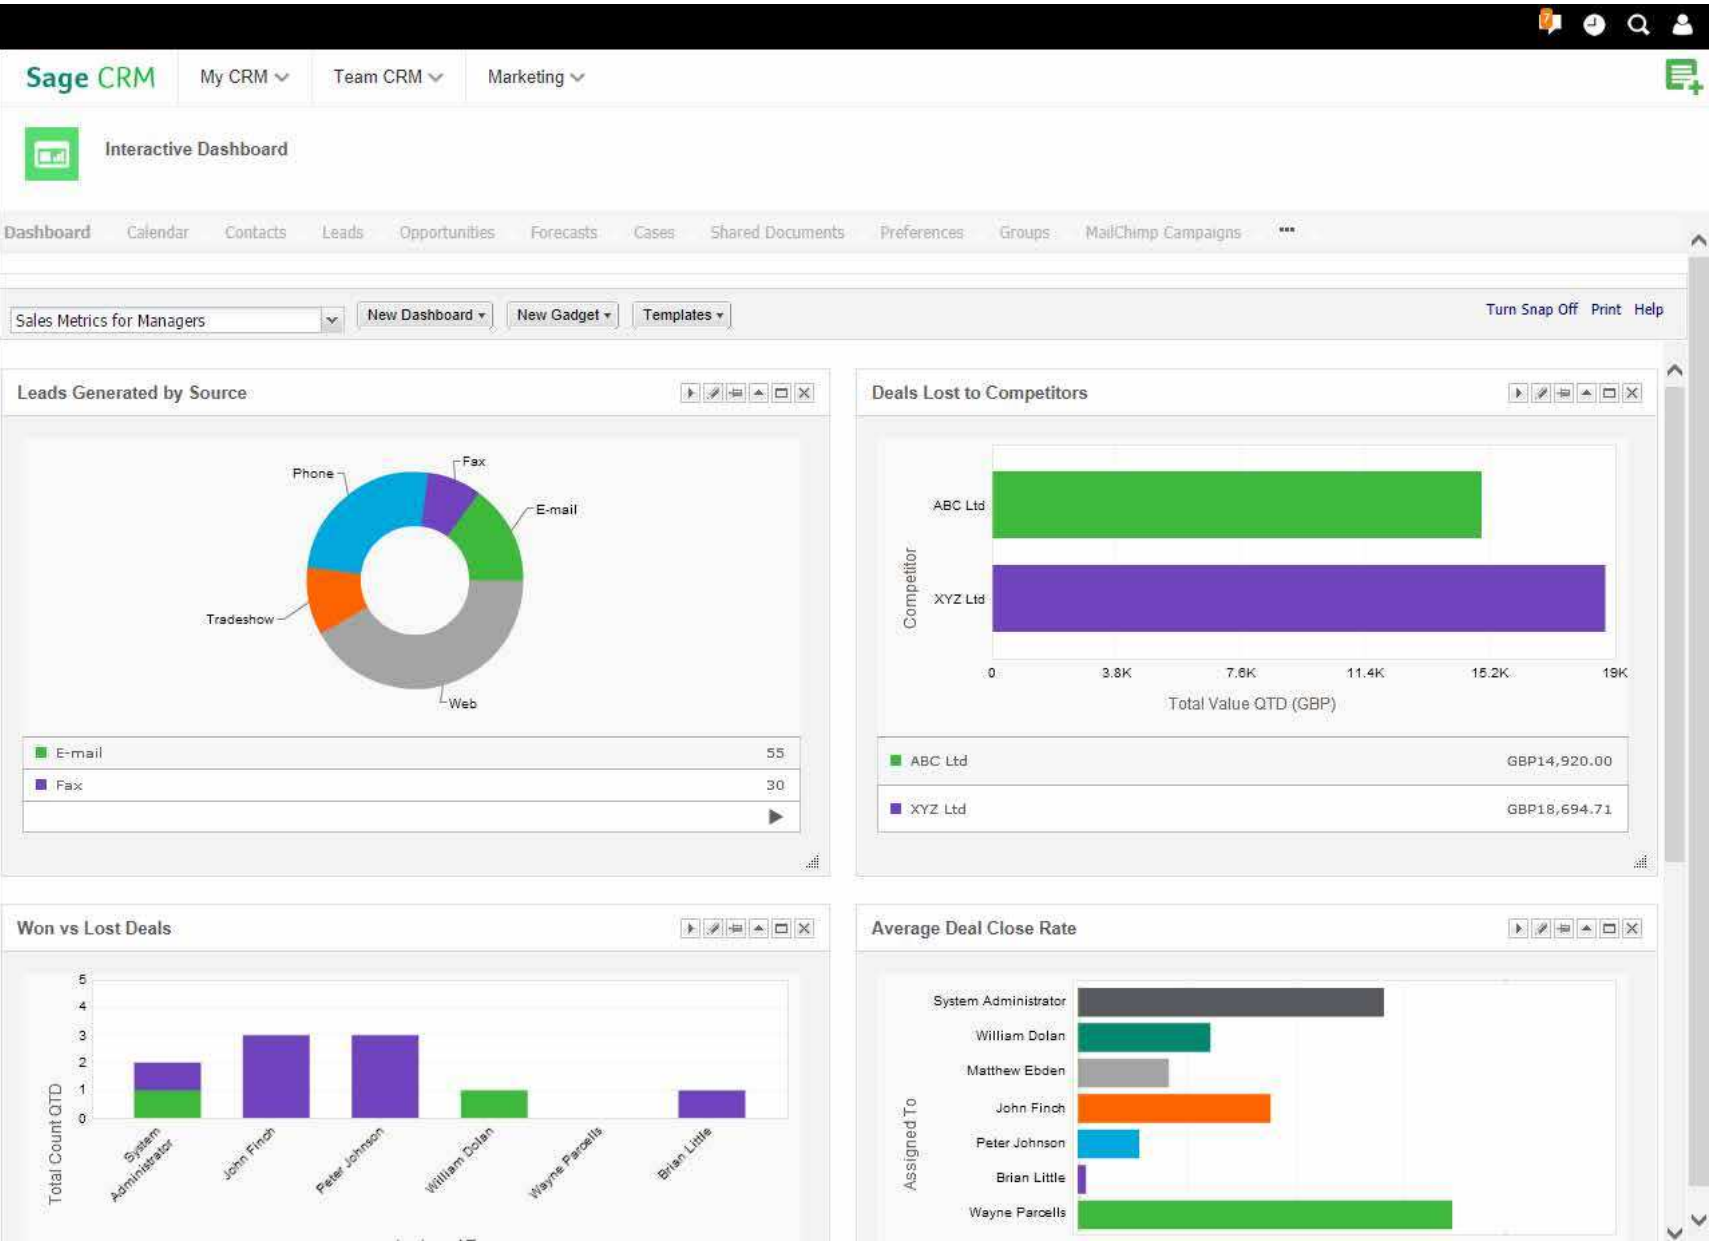 7
Sage CRM My CRM Team CRM Marketing
Interactive Dashboard
Dashboard Calendar Contacts Leads Opportunities Forecasts Cases Shared Documents Preferences Groups MailChimp Campaigns •••
Sales Metrics for Managers New Dashboard New Gadget Templates Turn Snap Off Print Help
Leads Generated by Source
Phone
Fax
E-mail
Tradeshow
Web
E-mail 55
Fax 30
Deals Lost to Competitors
Competitor
ABC Ltd
XYZ Ltd
0 3.8K 7.6K 11.4K 15.2K 19K
Total Value QTD (GBP)
ABC Ltd GBP14,920.00
XYZ Ltd GBP18,694.71
Won vs Lost Deals
Total Count QTD
5
4
3
2
1
0
System
Administrator
John Finch
Peter Johnson
William Dolan
Wayne Parcells
Brian Little
Average Deal Close Rate
Assigned To
System Administrator
William Dolan
Matthew Ebden
John Finch
Peter Johnson
Brian Little
Wayne Parcells